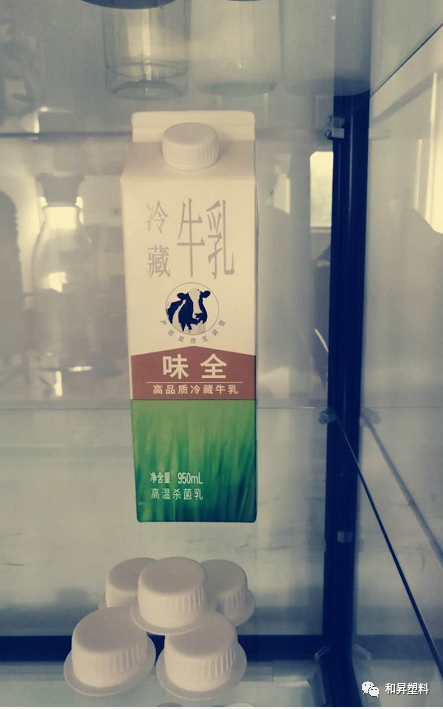 冷藏
牛乳
味全
高品质冷藏牛乳
净含量: 950mL
高温杀菌乳
和昇塑料